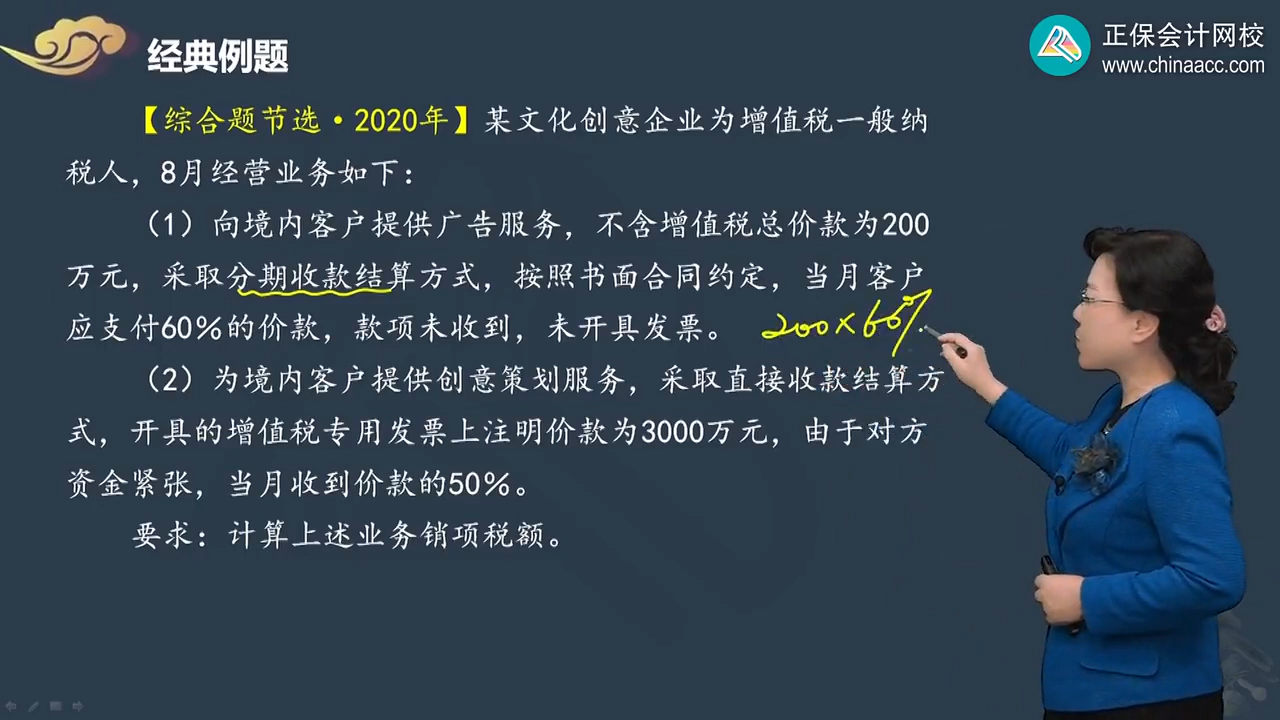 经典例题
正保会计网校
www.chinaacc.com
【综合题节选·2020年】某文化创意企业为增值税一般纳
税人，8月经营业务如下：
（1）向境内客户提供广告服务，不含增值税总价款为200
万元，采取分期收款结算方式，按照书面合同约定，当月客户
应支付60%的价款，款项未收到，未开具发票。
200×60%
（2）为境内客户提供创意策划服务，采取直接收款结算方
式，开具的增值税专用发票上注明价款为3000万元，由于对方
资金紧张，当月收到价款的50%。
要求：计算上述业务销项税额。